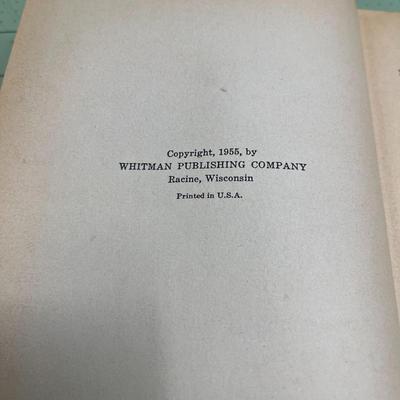 Copyright, 1955, by
WHITMAN PUBLISHING COMPANY
Racine, Wisconsin
Printed in U.S.A.